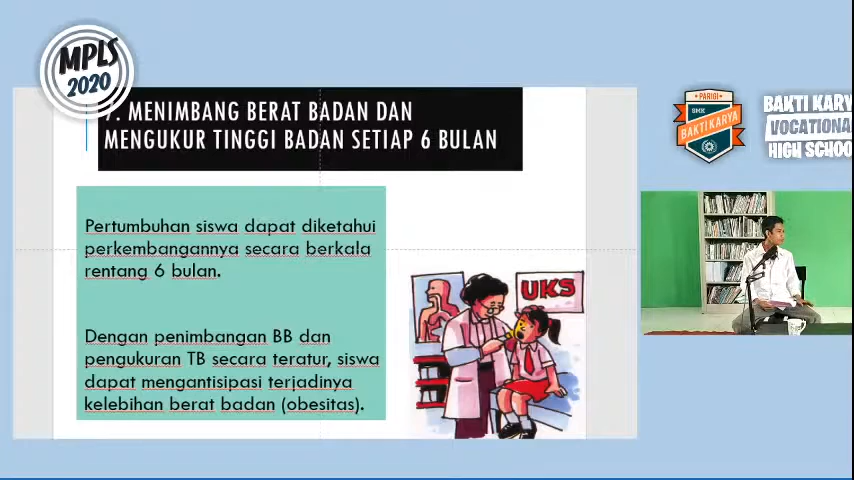 MPLS
2020
7. MENIMBANG BERAT BADAN DAN
MENGUKUR TINGGI BADAN SETIAP 6 BULAN
Pertumbuhan siswa dapat diketahui
perkembangannya secara berkala
rentang 6 bulan.
Dengan penimbangan BB dan
pengukuran TB secara teratur, siswa
dapat mengantisipasi terjadinya
kelebihan berat badan (obesitas).
UKS
PARIGI
SMK
BAKTI KARYA
BAKTI KARY
VOCATIONA
HIGH SCHOO